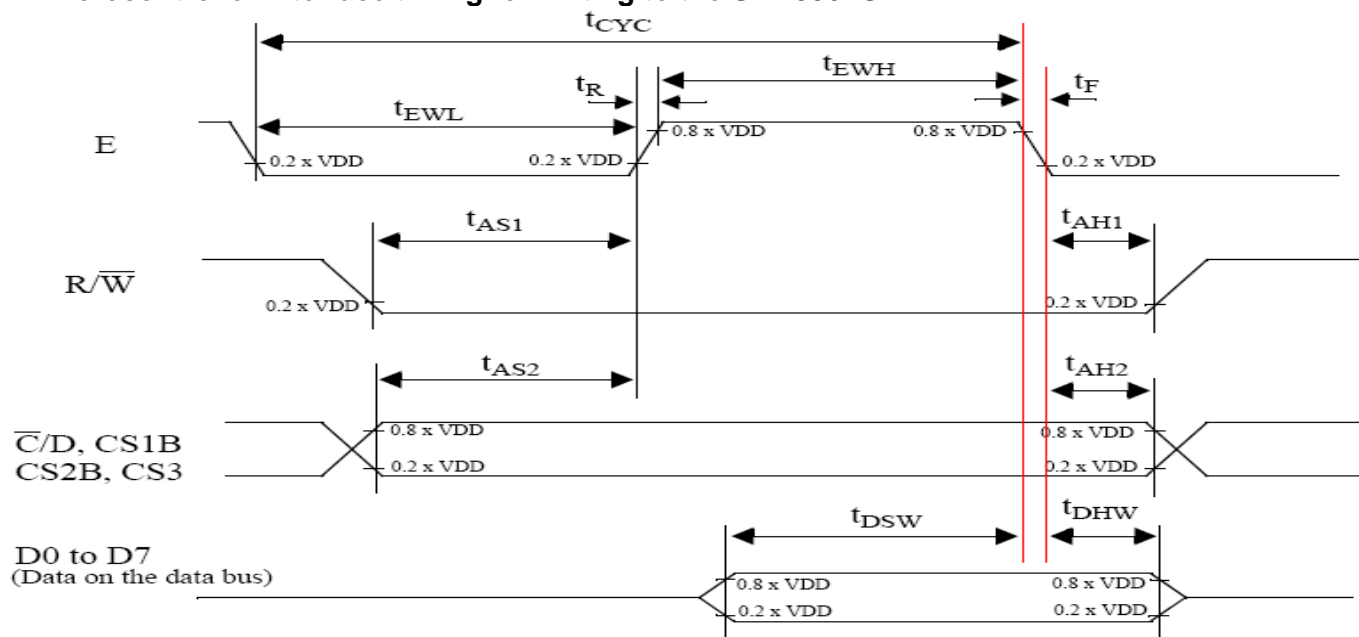 tCYC
tEWH
tR
tF
tEWL
E
0.8 x VDD
0.8 x VDD
0.2 x VDD
0.2 x VDD
0.2 x VDD
tAS1
tAH1
R/W̅
0.2 x VDD
0.2 x VDD
tAS2
tAH2
C̅/D, CS1B
CS2B, CS3
0.8 x VDD
0.8 x VDD
0.2 x VDD
0.2 x VDD
tDSW
tDHW
D0 to D7
(Data on the data bus)
0.8 x VDD
0.8 x VDD
0.2 x VDD
0.2 x VDD